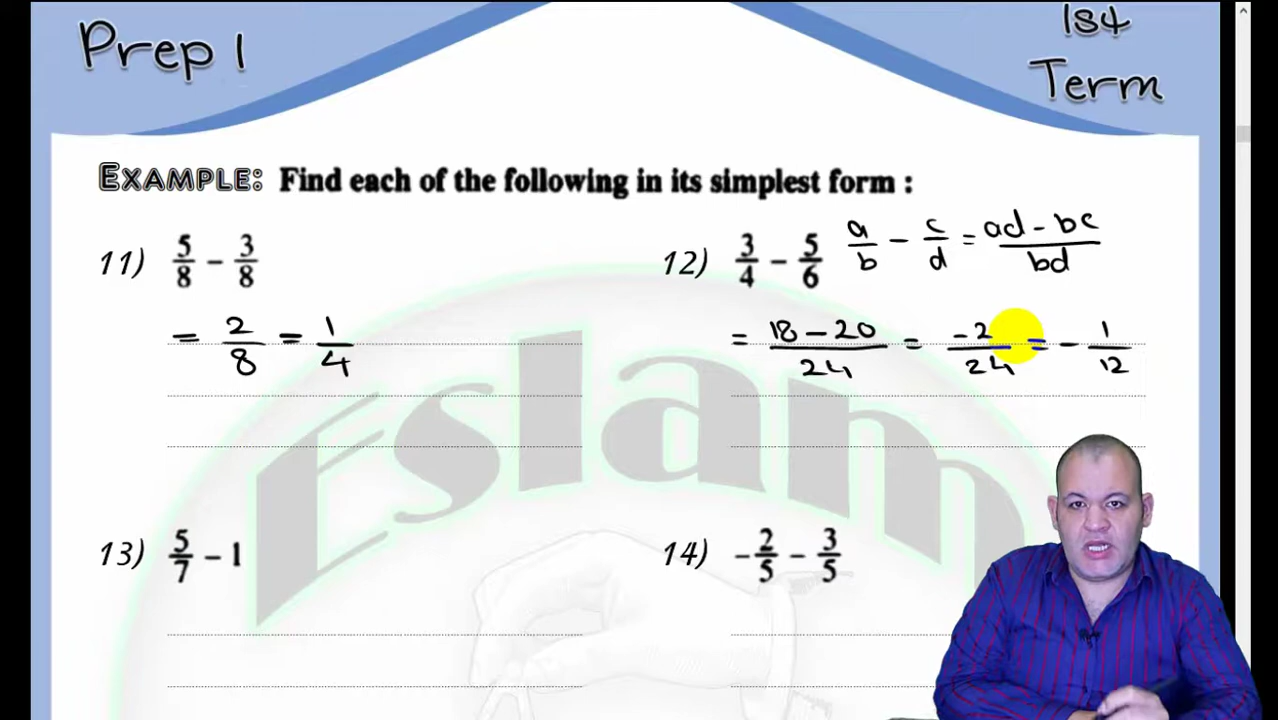 Prep 1
1st
Term
EXAMPLE: Find each of the following in its simplest form :
11) 5/8 - 3/8
= 2/8 = 1/4
12) 3/4 - 5/6 a/b - c/d = ad - bc/bd
= 18 - 20/24 = -2/24 = - 1/12
13) 5/7 - 1
14) -2/5 - 3/5
Eslam